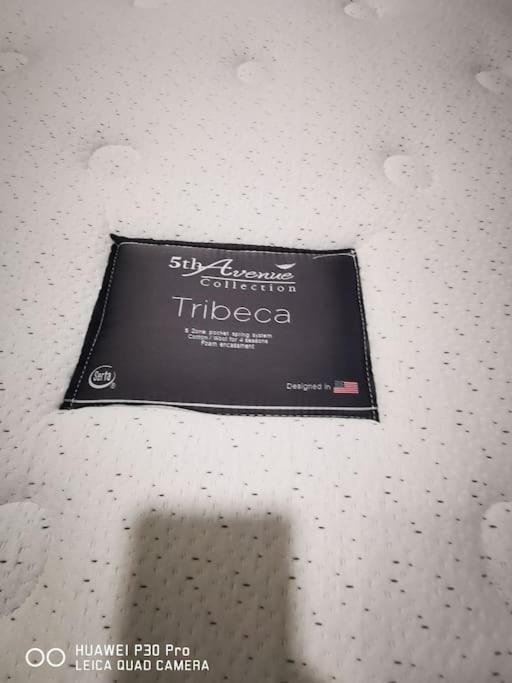 5th Avenue
Collection
Tribeca
5 Zone pocket spring system
Cotton / Wool for 4 seasons
Foam encasement
Serta®
Designed in
HUAWEI P30 Pro
LEICA QUAD CAMERA